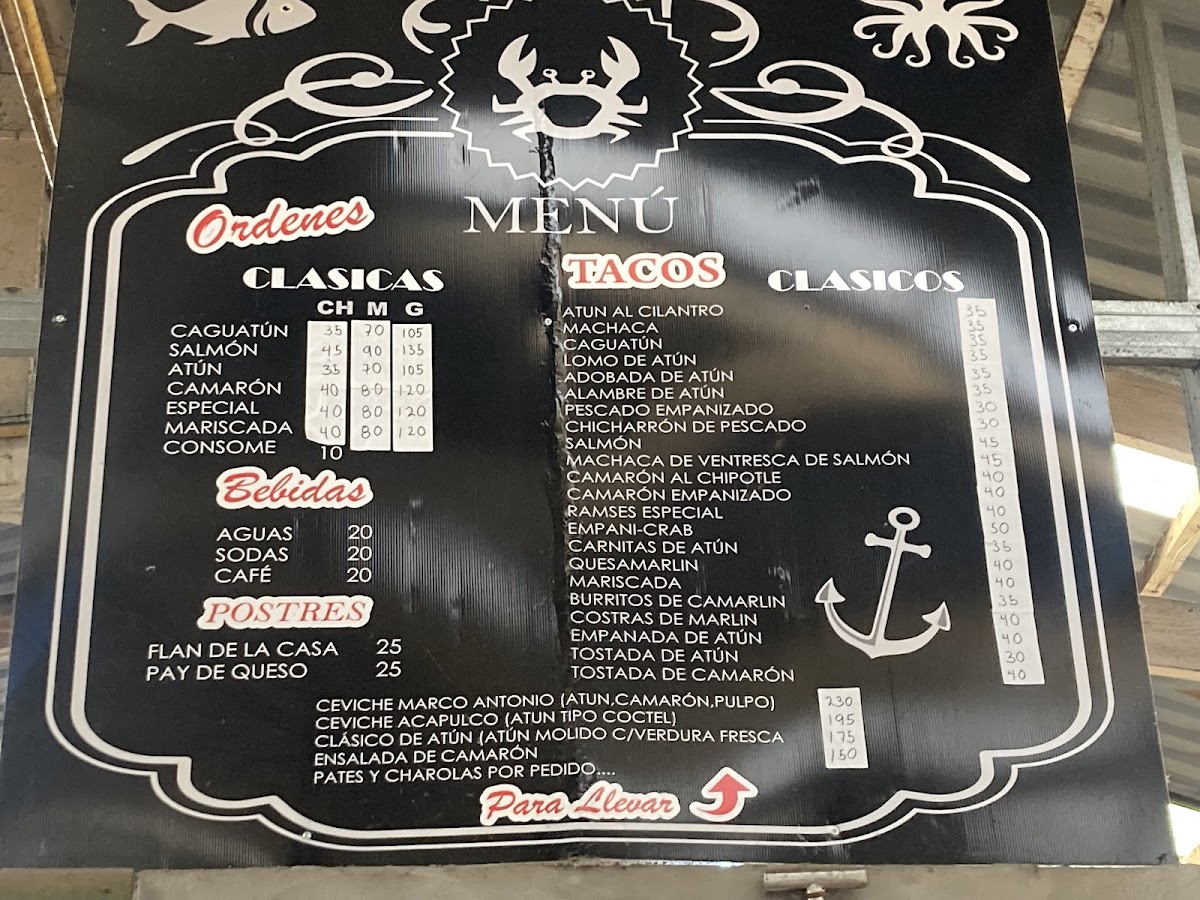 MENÚ
Ordenes
CLASICAS
CH M G
CAGUATÚN 35 70 105
SALMÓN 45 90 135
ATÚN 35 70 105
CAMARÓN 40 80 120
ESPECIAL 40 80 120
MARISCADA 40 80 120
CONSOME 10
Bebidas
AGUAS 20
SODAS 20
CAFÉ 20
POSTRES
FLAN DE LA CASA 25
PAY DE QUESO 25
TACOS CLASICOS
ATUN AL CILANTRO 35
MACHACA 35
CAGUATÚN 35
LOMO DE ATÚN 35
ADOBADA DE ATÚN 35
ALAMBRE DE ATÚN 35
PESCADO EMPANIZADO 30
CHICHARRÓN DE PESCADO 30
SALMÓN 45
MACHACA DE VENTRESCA DE SALMÓN 45
CAMARÓN AL CHIPOTLE 40
CAMARÓN EMPANIZADO 40
RAMSES ESPECIAL 40
EMPANI-CRAB 50
CARNITAS DE ATÚN 35
QUESAMARLIN 40
MARISCADA 40
BURRITOS DE CAMARLIN 35
COSTRAS DE MARLIN 40
EMPANADA DE ATÚN 40
TOSTADA DE ATÚN 30
TOSTADA DE CAMARÓN 40
CEVICHE MARCO ANTONIO (ATUN,CAMARÓN,PULPO) 230
CEVICHE ACAPULCO (ATUN TIPO COCTEL) 195
CLÁSICO DE ATÚN (ATÚN MOLIDO C/VERDURA FRESCA 175
ENSALADA DE CAMARÓN 150
PATES Y CHAROLAS POR PEDIDO....
Para Llevar